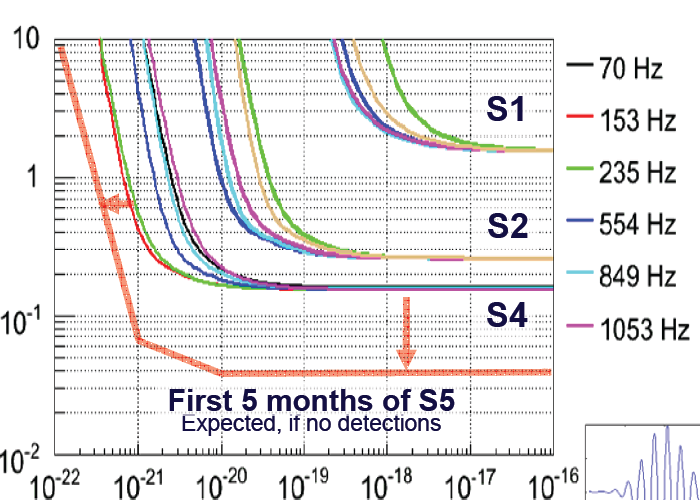 10
1
10-1
10-2
10-22
10-21
10-20
10-19
10-18
10-17
10-16
S1
S2
S4
First 5 months of S5
Expected, if no detections
70 Hz
153 Hz
235 Hz
554 Hz
849 Hz
1053 Hz